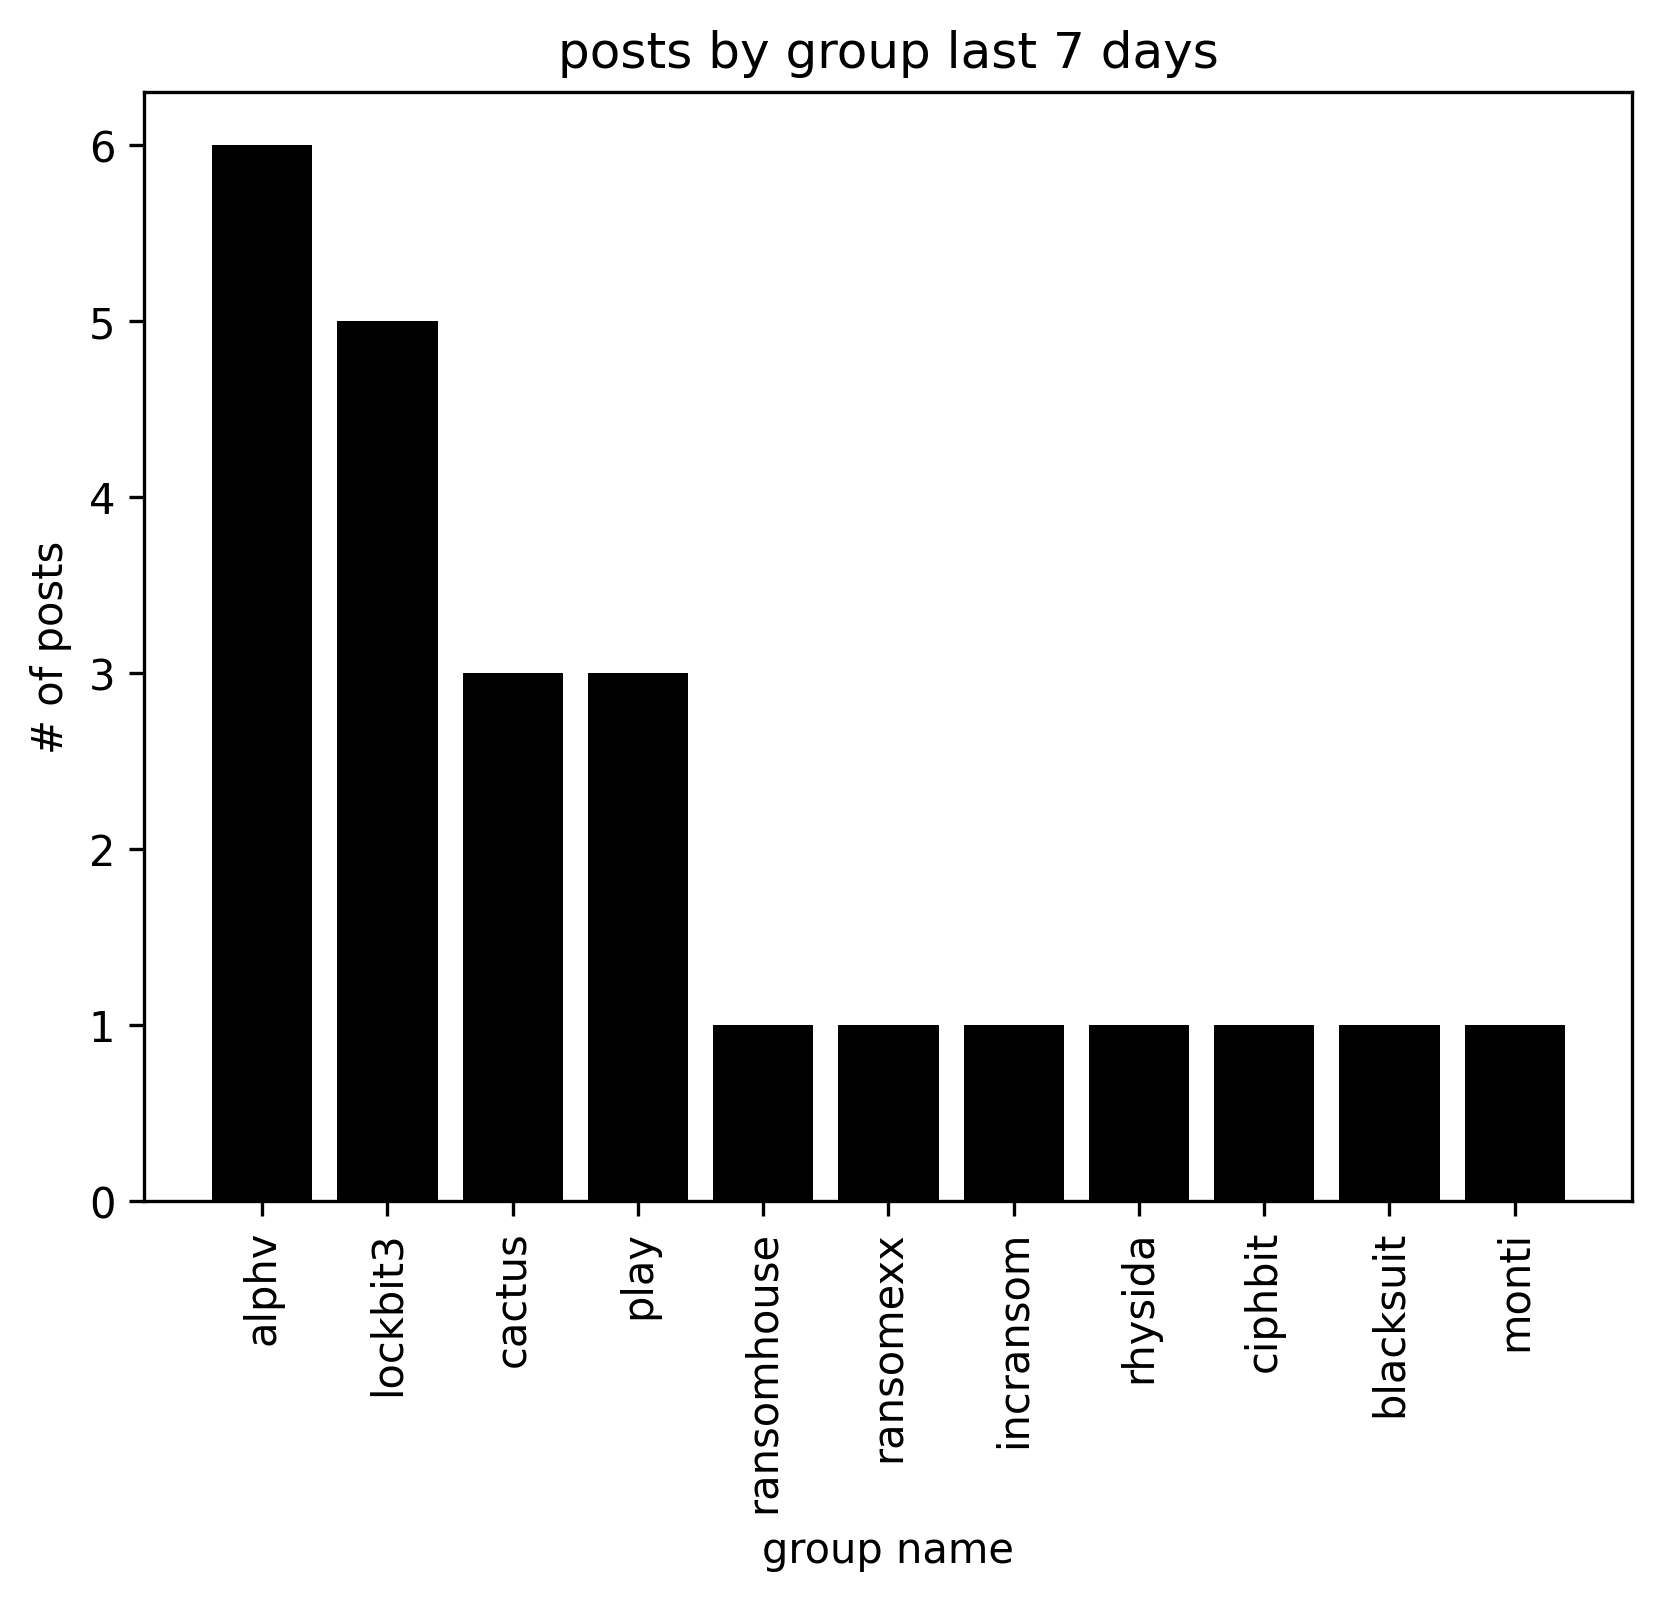 posts by group last 7 days
# of posts
6
5
4
3
2
1
0
alphv
lockbit3
cactus
play
ransomhouse
ransomexx
incransom
rhysida
ciphbit
blacksuit
monti
group name